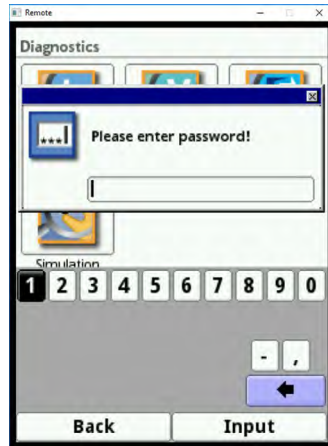 Remote
Diagnostics
***
Please enter password!
Simulation
1 2 3 4 5 6 7 8 9 0
- ,
Back Input